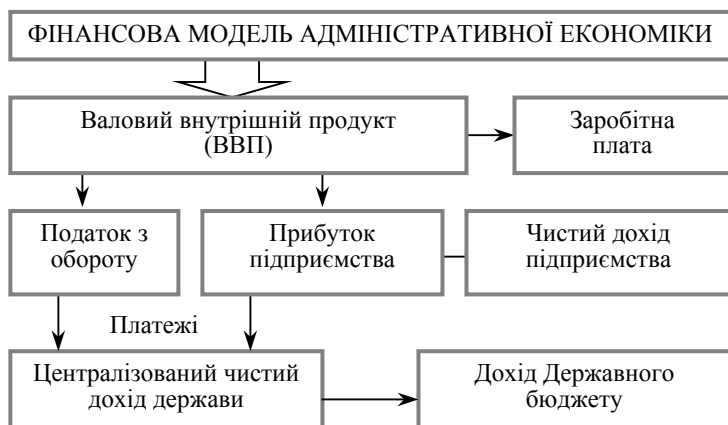 ФІНАНСОВА МОДЕЛЬ АДМІНІСТРАТИВНОЇ ЕКОНОМІКИ
Валовий внутрішній продукт
(ВВП)
Заробітна
плата
Податок з
обороту
Прибуток
підприємства
Чистий дохід
підприємства
Платежі
Централізований чистий
дохід держави
Дохід Державного
бюджету